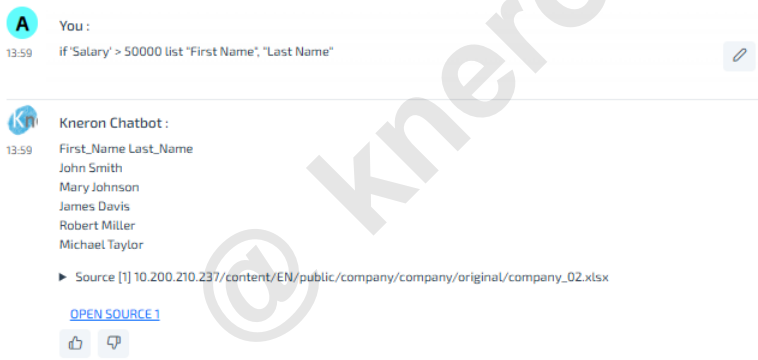 A
You :
13:59
if 'Salary' > 50000 list "First Name", "Last Name"
Kn
Kneron Chatbot :
13:59
First_Name Last_Name
John Smith
Mary Johnson
James Davis
Robert Miller
Michael Taylor
► Source [1] 10.200.210.237/content/EN/public/company/company/original/company_02.xlsx
OPEN SOURCE 1
@ kner